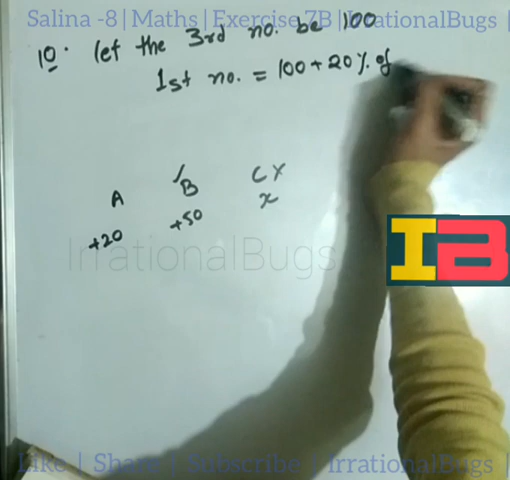 Salina -8 | Maths | Exercise 7B | IrrationalBugs |
10. let the 3rd no. be 100
1st no. = 100 + 20% of
A B C X
+20 +50 x
IrrationalBugs
IB
Like | Share | Subscribe | IrrationalBugs |